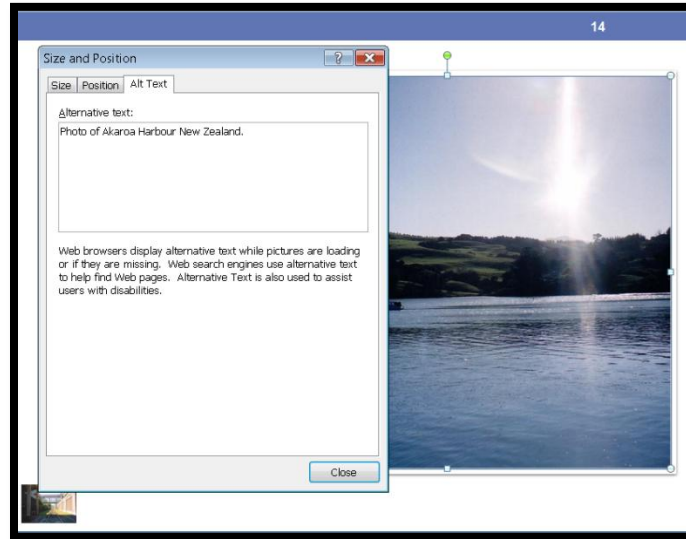 14
Size and Position
Size Position Alt Text
Alternative text:
Photo of Akaroa Harbour New Zealand.
Web browsers display alternative text while pictures are loading
or if they are missing. Web search engines use alternative text
to help find Web pages. Alternative Text is also used to assist
users with disabilities.
Close